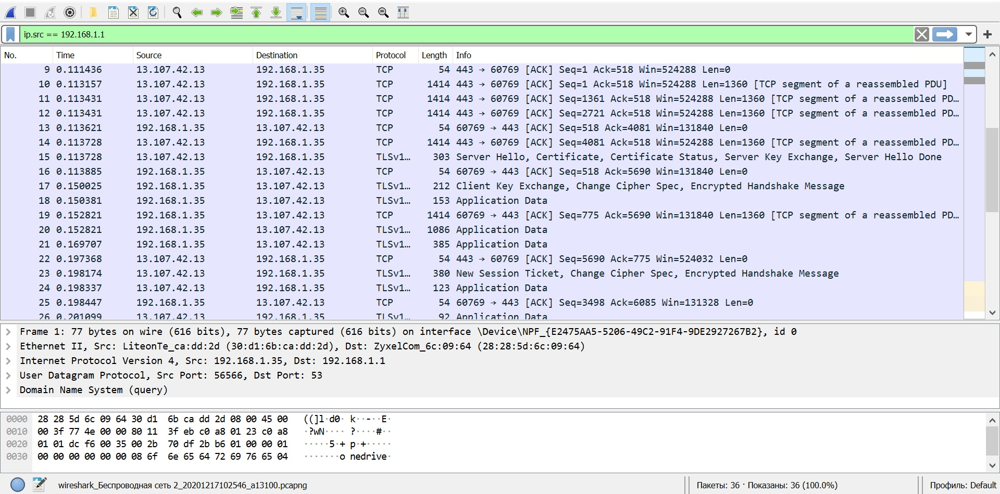 ip.src == 192.168.1.1
No. Time Source Destination Protocol Length Info
9 0.111436 13.107.42.13 192.168.1.35 TCP 54 443 → 60769 [ACK] Seq=1 Ack=518 Win=524288 Len=0
10 0.113157 13.107.42.13 192.168.1.35 TCP 1414 443 → 60769 [ACK] Seq=1 Ack=518 Win=524288 Len=1360 [TCP segment of a reassembled PDU]
11 0.113431 13.107.42.13 192.168.1.35 TCP 1414 443 → 60769 [ACK] Seq=1361 Ack=518 Win=524288 Len=1360 [TCP segment of a reassembled PD…
12 0.113431 13.107.42.13 192.168.1.35 TCP 1414 443 → 60769 [ACK] Seq=2721 Ack=518 Win=524288 Len=1360 [TCP segment of a reassembled PD…
13 0.113621 192.168.1.35 13.107.42.13 TCP 54 60769 → 443 [ACK] Seq=518 Ack=4081 Win=131840 Len=0
14 0.113728 13.107.42.13 192.168.1.35 TCP 1414 443 → 60769 [ACK] Seq=4081 Ack=518 Win=524288 Len=1360 [TCP segment of a reassembled PD…
15 0.113728 13.107.42.13 192.168.1.35 TLSv1… 303 Server Hello, Certificate, Certificate Status, Server Key Exchange, Server Hello Done
16 0.113885 192.168.1.35 13.107.42.13 TCP 54 60769 → 443 [ACK] Seq=518 Ack=5690 Win=131840 Len=0
17 0.150025 192.168.1.35 13.107.42.13 TLSv1… 212 Client Key Exchange, Change Cipher Spec, Encrypted Handshake Message
18 0.150381 192.168.1.35 13.107.42.13 TLSv1… 153 Application Data
19 0.152821 192.168.1.35 13.107.42.13 TCP 1414 60769 → 443 [ACK] Seq=775 Ack=5690 Win=131840 Len=1360 [TCP segment of a reassembled PD…
20 0.152821 192.168.1.35 13.107.42.13 TLSv1… 1086 Application Data
21 0.169707 192.168.1.35 13.107.42.13 TLSv1… 385 Application Data
22 0.197368 13.107.42.13 192.168.1.35 TCP 54 443 → 60769 [ACK] Seq=5690 Ack=775 Win=524032 Len=0
23 0.198174 13.107.42.13 192.168.1.35 TLSv1… 380 New Session Ticket, Change Cipher Spec, Encrypted Handshake Message
24 0.198337 13.107.42.13 192.168.1.35 TLSv1… 123 Application Data
25 0.198447 192.168.1.35 13.107.42.13 TCP 54 60769 → 443 [ACK] Seq=3498 Ack=6085 Win=131328 Len=0
26 0.201099 13.107.42.13 192.168.1.35 TLSv1… 92 Application Data
Frame 1: 77 bytes on wire (616 bits), 77 bytes captured (616 bits) on interface \Device\NPF_{E2475AA5-5206-49C2-91F4-9DE2927267B2}, id 0
Ethernet II, Src: LiteonTe_ca:dd:2d (30:d1:6b:ca:dd:2d), Dst: ZyxelCom_6c:09:64 (28:28:5d:6c:09:64)
Internet Protocol Version 4, Src: 192.168.1.35, Dst: 192.168.1.1
User Datagram Protocol, Src Port: 56566, Dst Port: 53
Domain Name System (query)
0000 28 28 5d 6c 09 64 30 d1 6b ca dd 2d 08 00 45 00 ((]l·d0· k··-··E·
0010 00 3f 77 4e 00 00 80 11 3f eb c0 a8 01 23 c0 a8 ·?wN···· ?····#··
0020 01 01 dc f6 00 35 00 2b 70 df 2b b6 01 00 00 01 ·····5·+ p·+·····
0030 00 00 00 00 00 00 08 6f 6e 65 64 72 69 76 65 04 ·······o nedrive·
wireshark_Беспроводная сеть 2_20201217102546_a13100.pcapng Пакеты: 36 · Показаны: 36 (100.0%) Профиль: Default